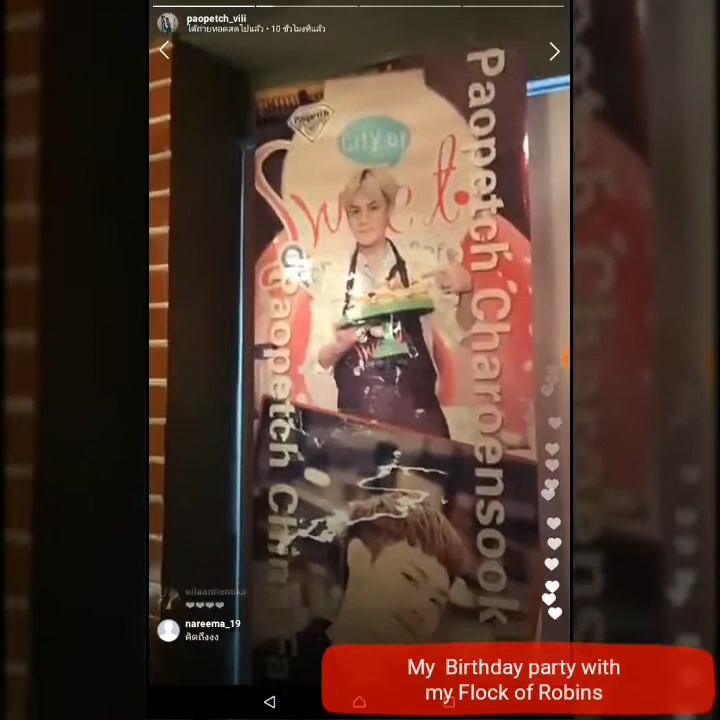 paopetch_viii
ได้ถ่ายทอดสดไปแล้ว • 10 ชั่วโมงที่แล้ว
Paopetch
City of
Sweet
Paopetch Charoensook
Paopetch Cha
nareema_19
คิดถึงงง
My Birthday party with
my Flock of Robins